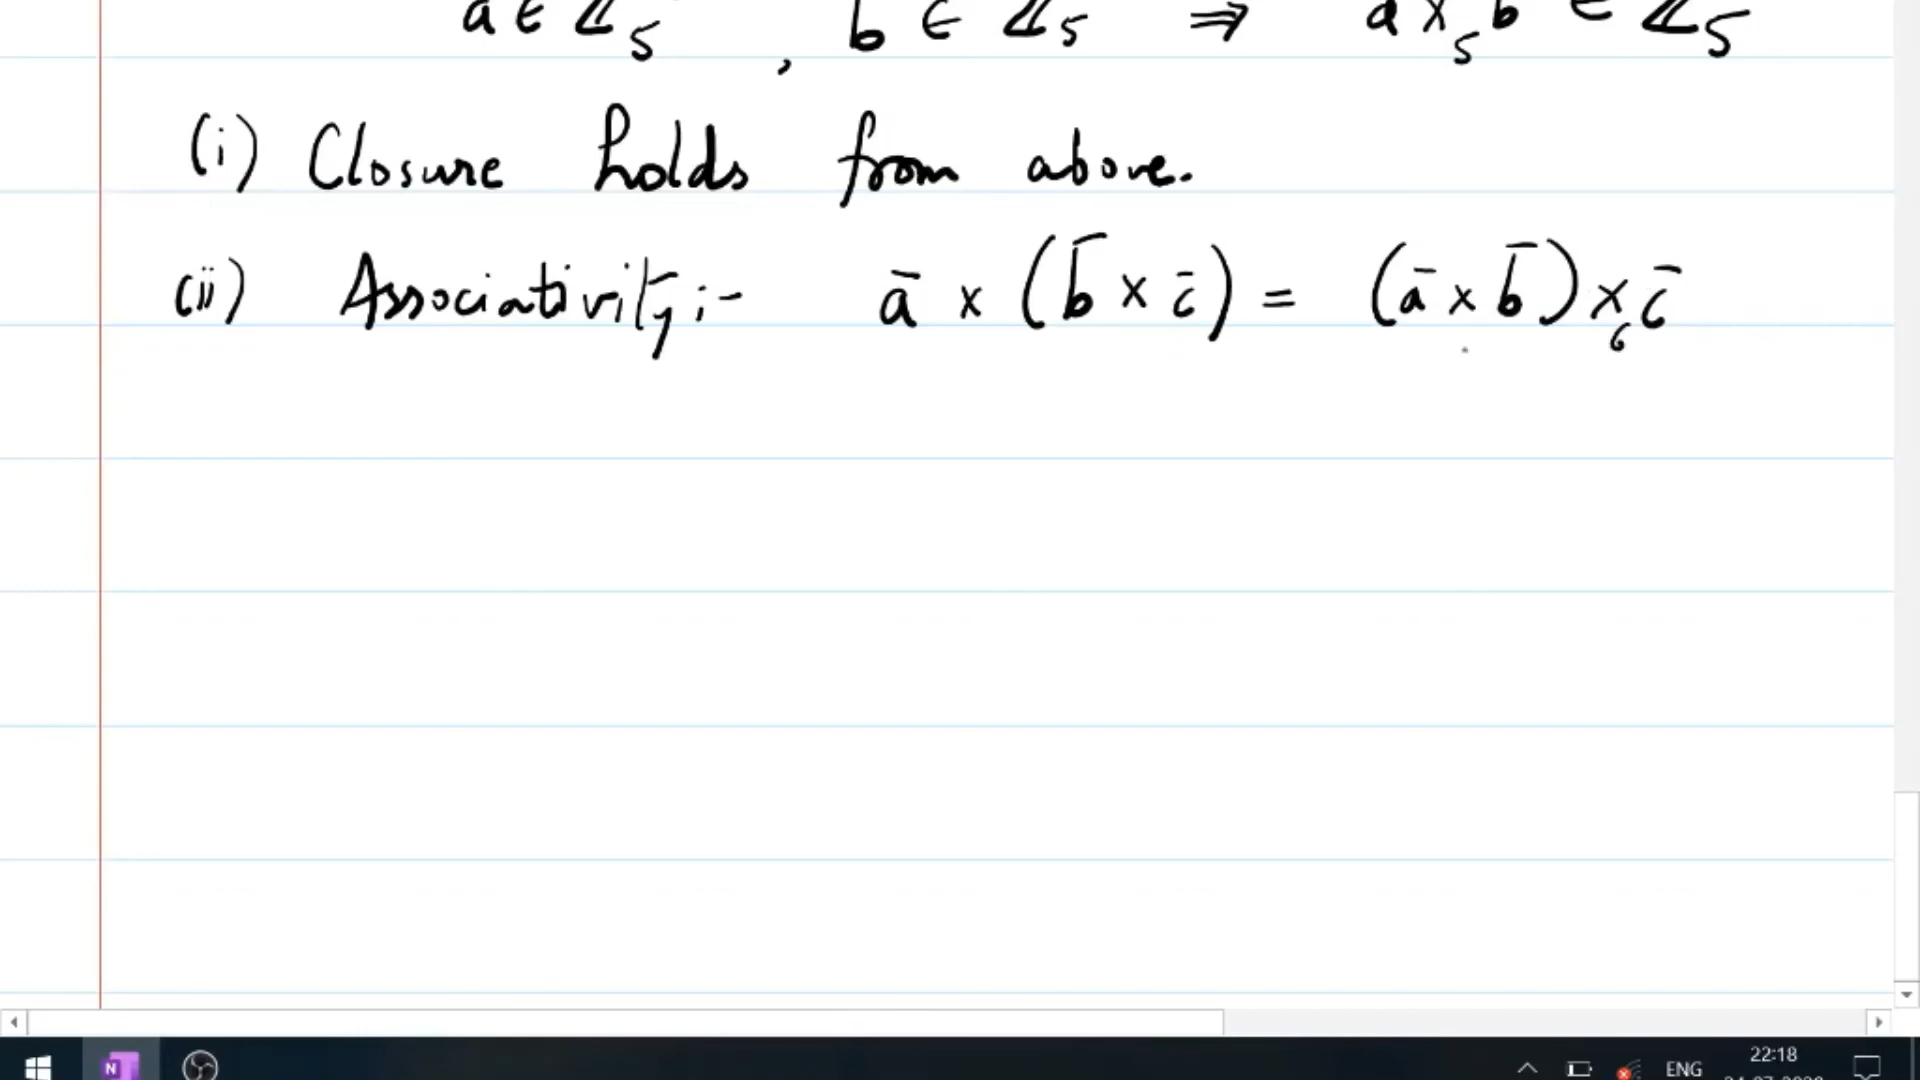 a ∈ ℤ₅ , b ∈ ℤ₅ ⇒ a ×₅ b ∈ ℤ₅
(i) Closure holds from above.
(ii) Associativity :- ā × (b̄ × c̄) = (ā × b̄) ×₆ c̄
ENG
22:18